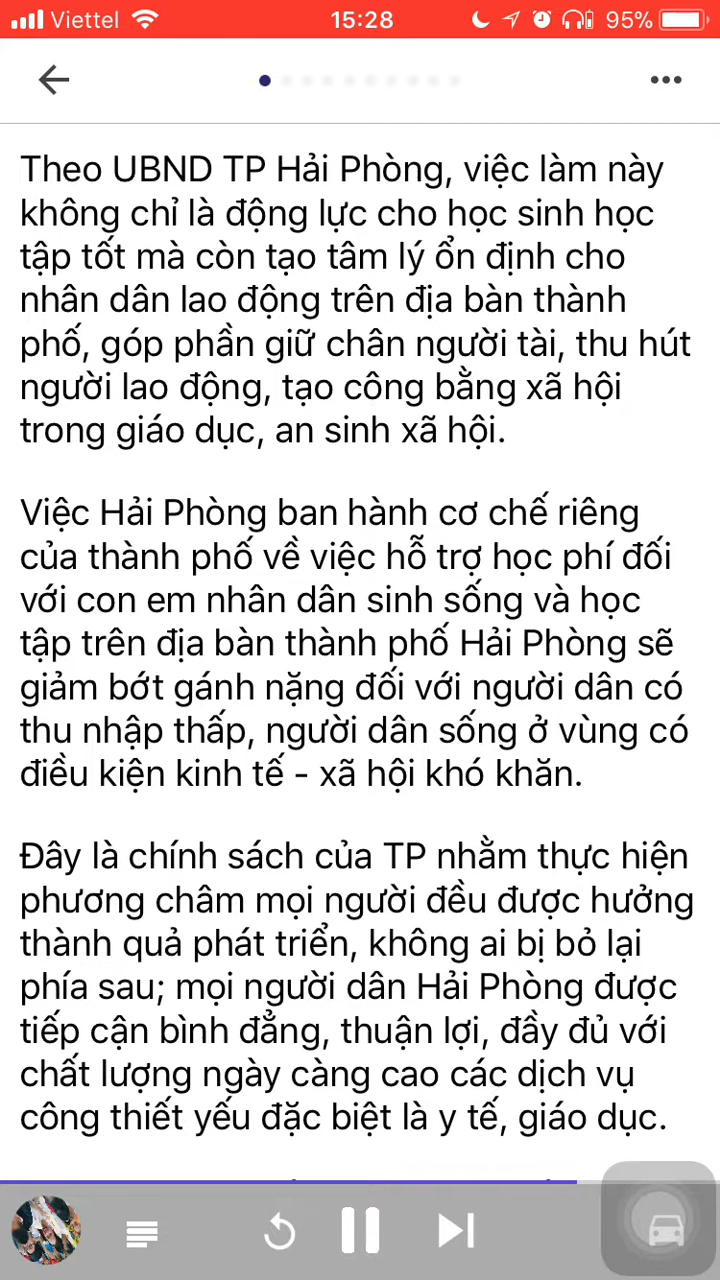 Viettel
15:28
95%
Theo UBND TP Hải Phòng, việc làm này
không chỉ là động lực cho học sinh học
tập tốt mà còn tạo tâm lý ổn định cho
nhân dân lao động trên địa bàn thành
phố, góp phần giữ chân người tài, thu hút
người lao động, tạo công bằng xã hội
trong giáo dục, an sinh xã hội.
Việc Hải Phòng ban hành cơ chế riêng
của thành phố về việc hỗ trợ học phí đối
với con em nhân dân sinh sống và học
tập trên địa bàn thành phố Hải Phòng sẽ
giảm bớt gánh nặng đối với người dân có
thu nhập thấp, người dân sống ở vùng có
điều kiện kinh tế - xã hội khó khăn.
Đây là chính sách của TP nhằm thực hiện
phương châm mọi người đều được hưởng
thành quả phát triển, không ai bị bỏ lại
phía sau; mọi người dân Hải Phòng được
tiếp cận bình đẳng, thuận lợi, đầy đủ với
chất lượng ngày càng cao các dịch vụ
công thiết yếu đặc biệt là y tế, giáo dục.